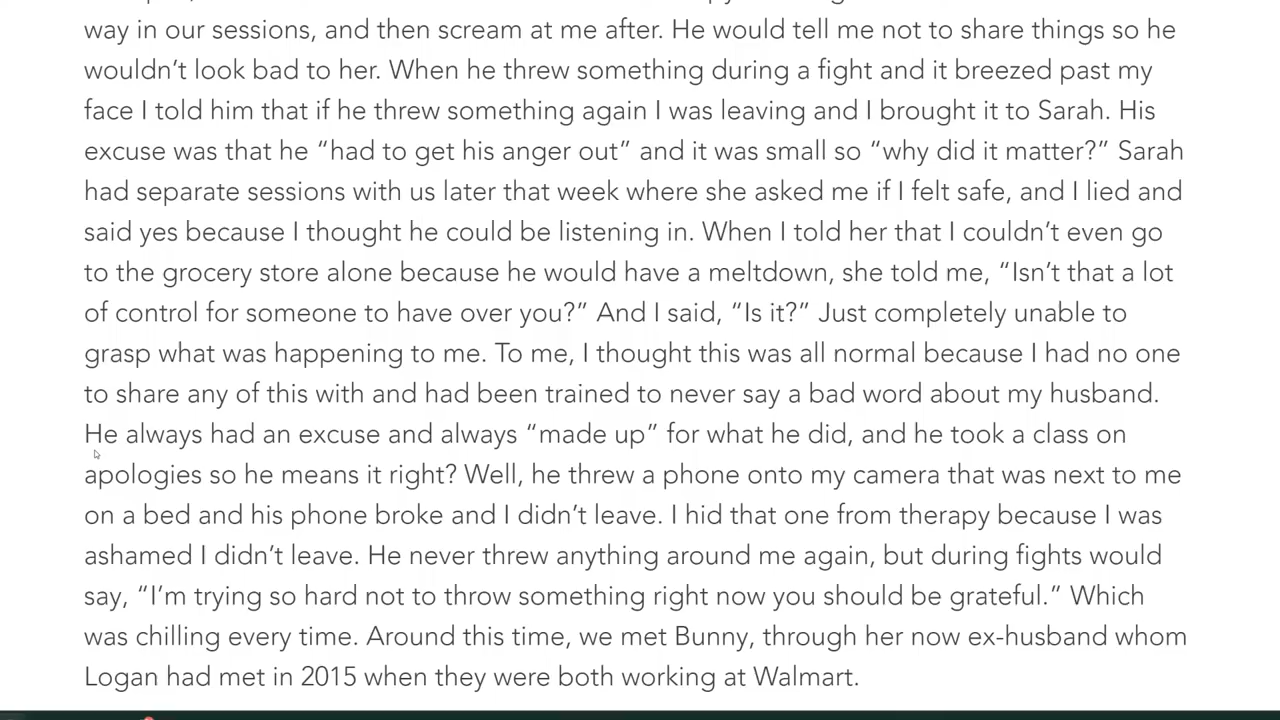 way in our sessions, and then scream at me after. He would tell me not to share things so he
wouldn’t look bad to her. When he threw something during a fight and it breezed past my
face I told him that if he threw something again I was leaving and I brought it to Sarah. His
excuse was that he “had to get his anger out” and it was small so “why did it matter?” Sarah
had separate sessions with us later that week where she asked me if I felt safe, and I lied and
said yes because I thought he could be listening in. When I told her that I couldn’t even go
to the grocery store alone because he would have a meltdown, she told me, “Isn’t that a lot
of control for someone to have over you?” And I said, “Is it?” Just completely unable to
grasp what was happening to me. To me, I thought this was all normal because I had no one
to share any of this with and had been trained to never say a bad word about my husband.
He always had an excuse and always “made up” for what he did, and he took a class on
apologies so he means it right? Well, he threw a phone onto my camera that was next to me
on a bed and his phone broke and I didn’t leave. I hid that one from therapy because I was
ashamed I didn’t leave. He never threw anything around me again, but during fights would
say, “I’m trying so hard not to throw something right now you should be grateful.” Which
was chilling every time. Around this time, we met Bunny, through her now ex-husband whom
Logan had met in 2015 when they were both working at Walmart.